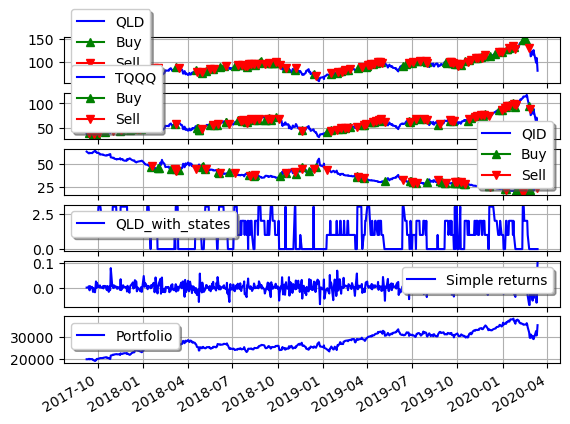 QLD
Buy
Sell
150
100
TQQQ
Buy
Sell
100
50
QID
Buy
Sell
50
25
QLD_with_states
2.5
0.0
Simple returns
0.1
0.0
Portfolio
30000
20000
2017-10 2018-01 2018-04 2018-07 2018-10 2019-01 2019-04 2019-07 2019-10 2020-01 2020-04